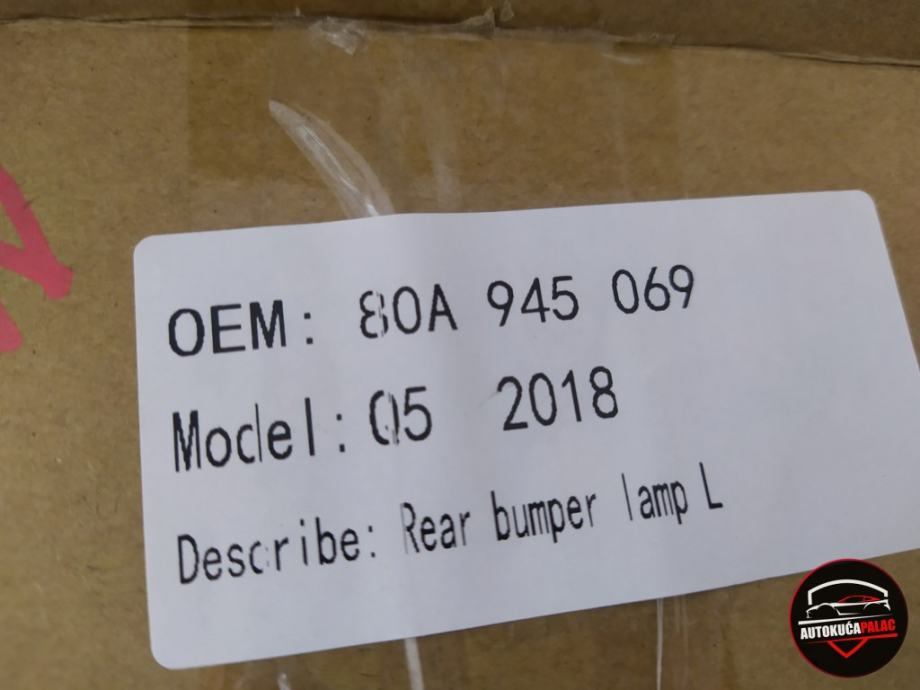 OEM: 80A 945 069
Model: Q5 2018
Describe: Rear bumper lamp L
AUTOKUĆAPALAC